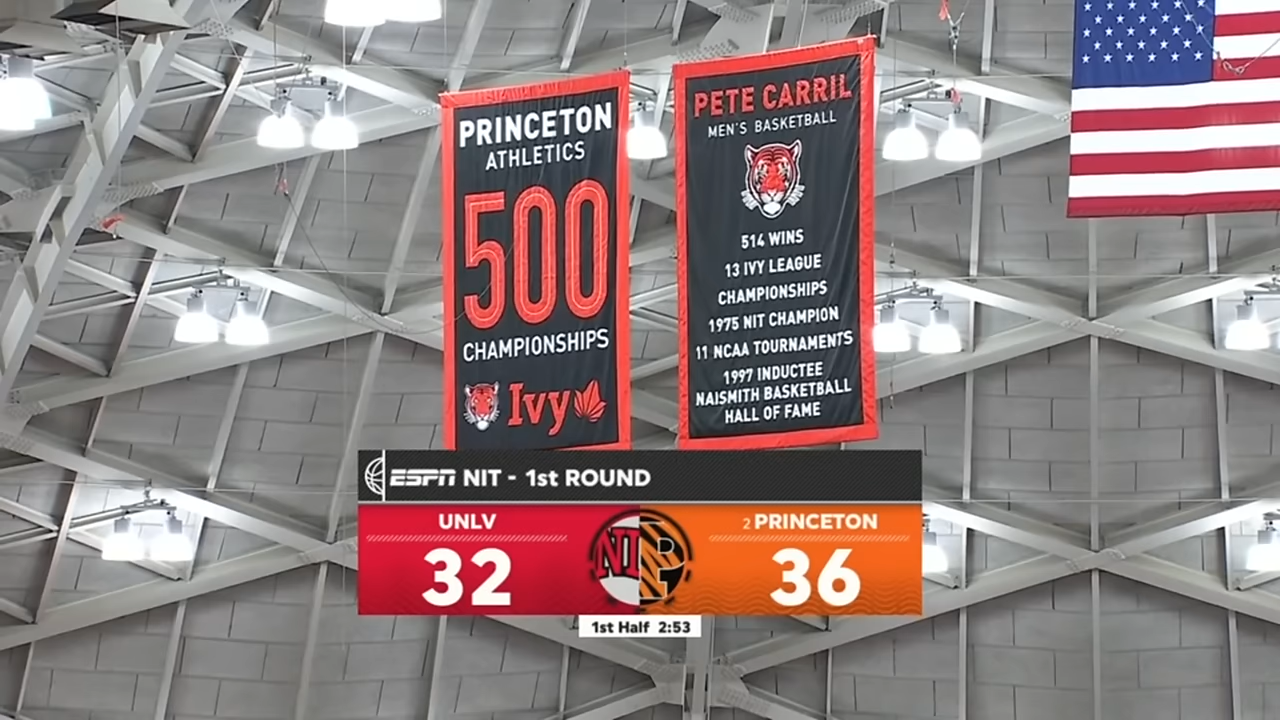 PRINCETON
ATHLETICS
500
CHAMPIONSHIPS
Ivy
PETE CARRIL
MEN'S BASKETBALL
514 WINS
13 IVY LEAGUE
CHAMPIONSHIPS
1975 NIT CHAMPION
11 NCAA TOURNAMENTS
1997 INDUCTEE
NAISMITH BASKETBALL
HALL OF FAME
ESPN NIT - 1st ROUND
UNLV
32
NI
P
2 PRINCETON
36
1st Half 2:53